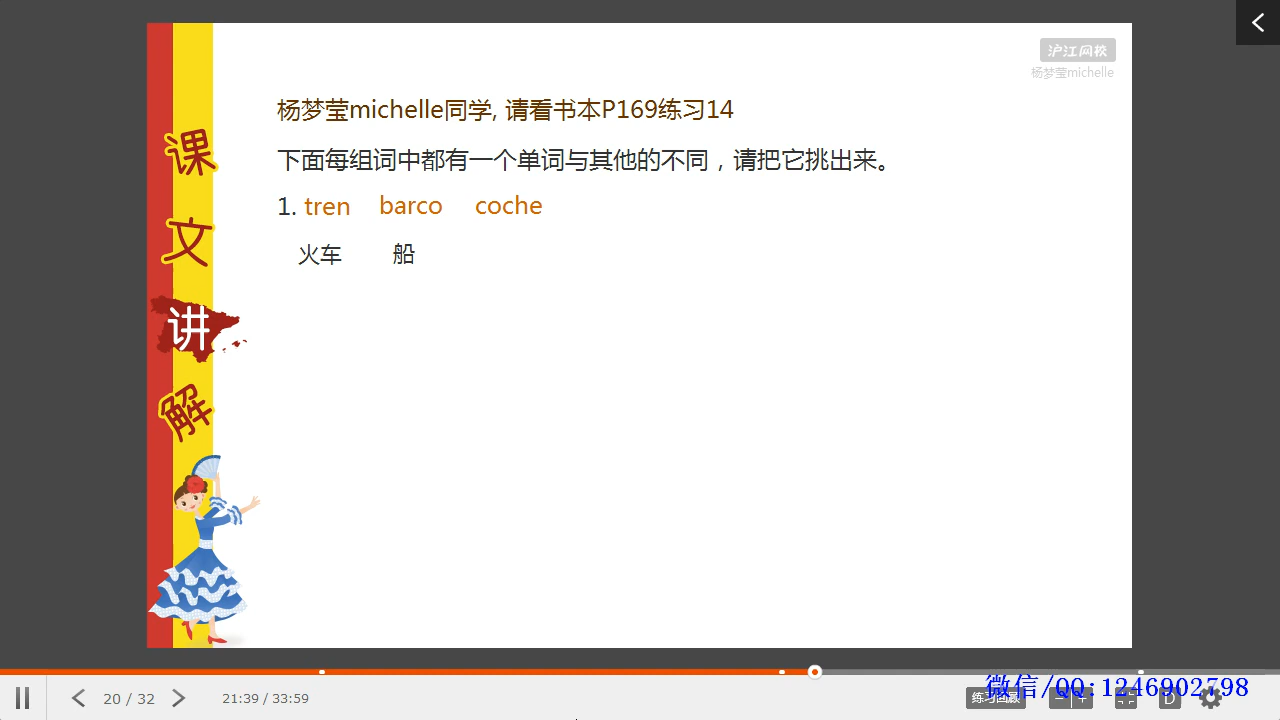 沪江网校
杨梦莹michelle
杨梦莹michelle同学, 请看书本P169练习14
下面每组词中都有一个单词与其他的不同，请把它挑出来。
1. tren barco coche
火车 船
课
文
讲
解
20 / 32
21:39 / 33:59
练习回顾
D
微信/QQ:1246902798